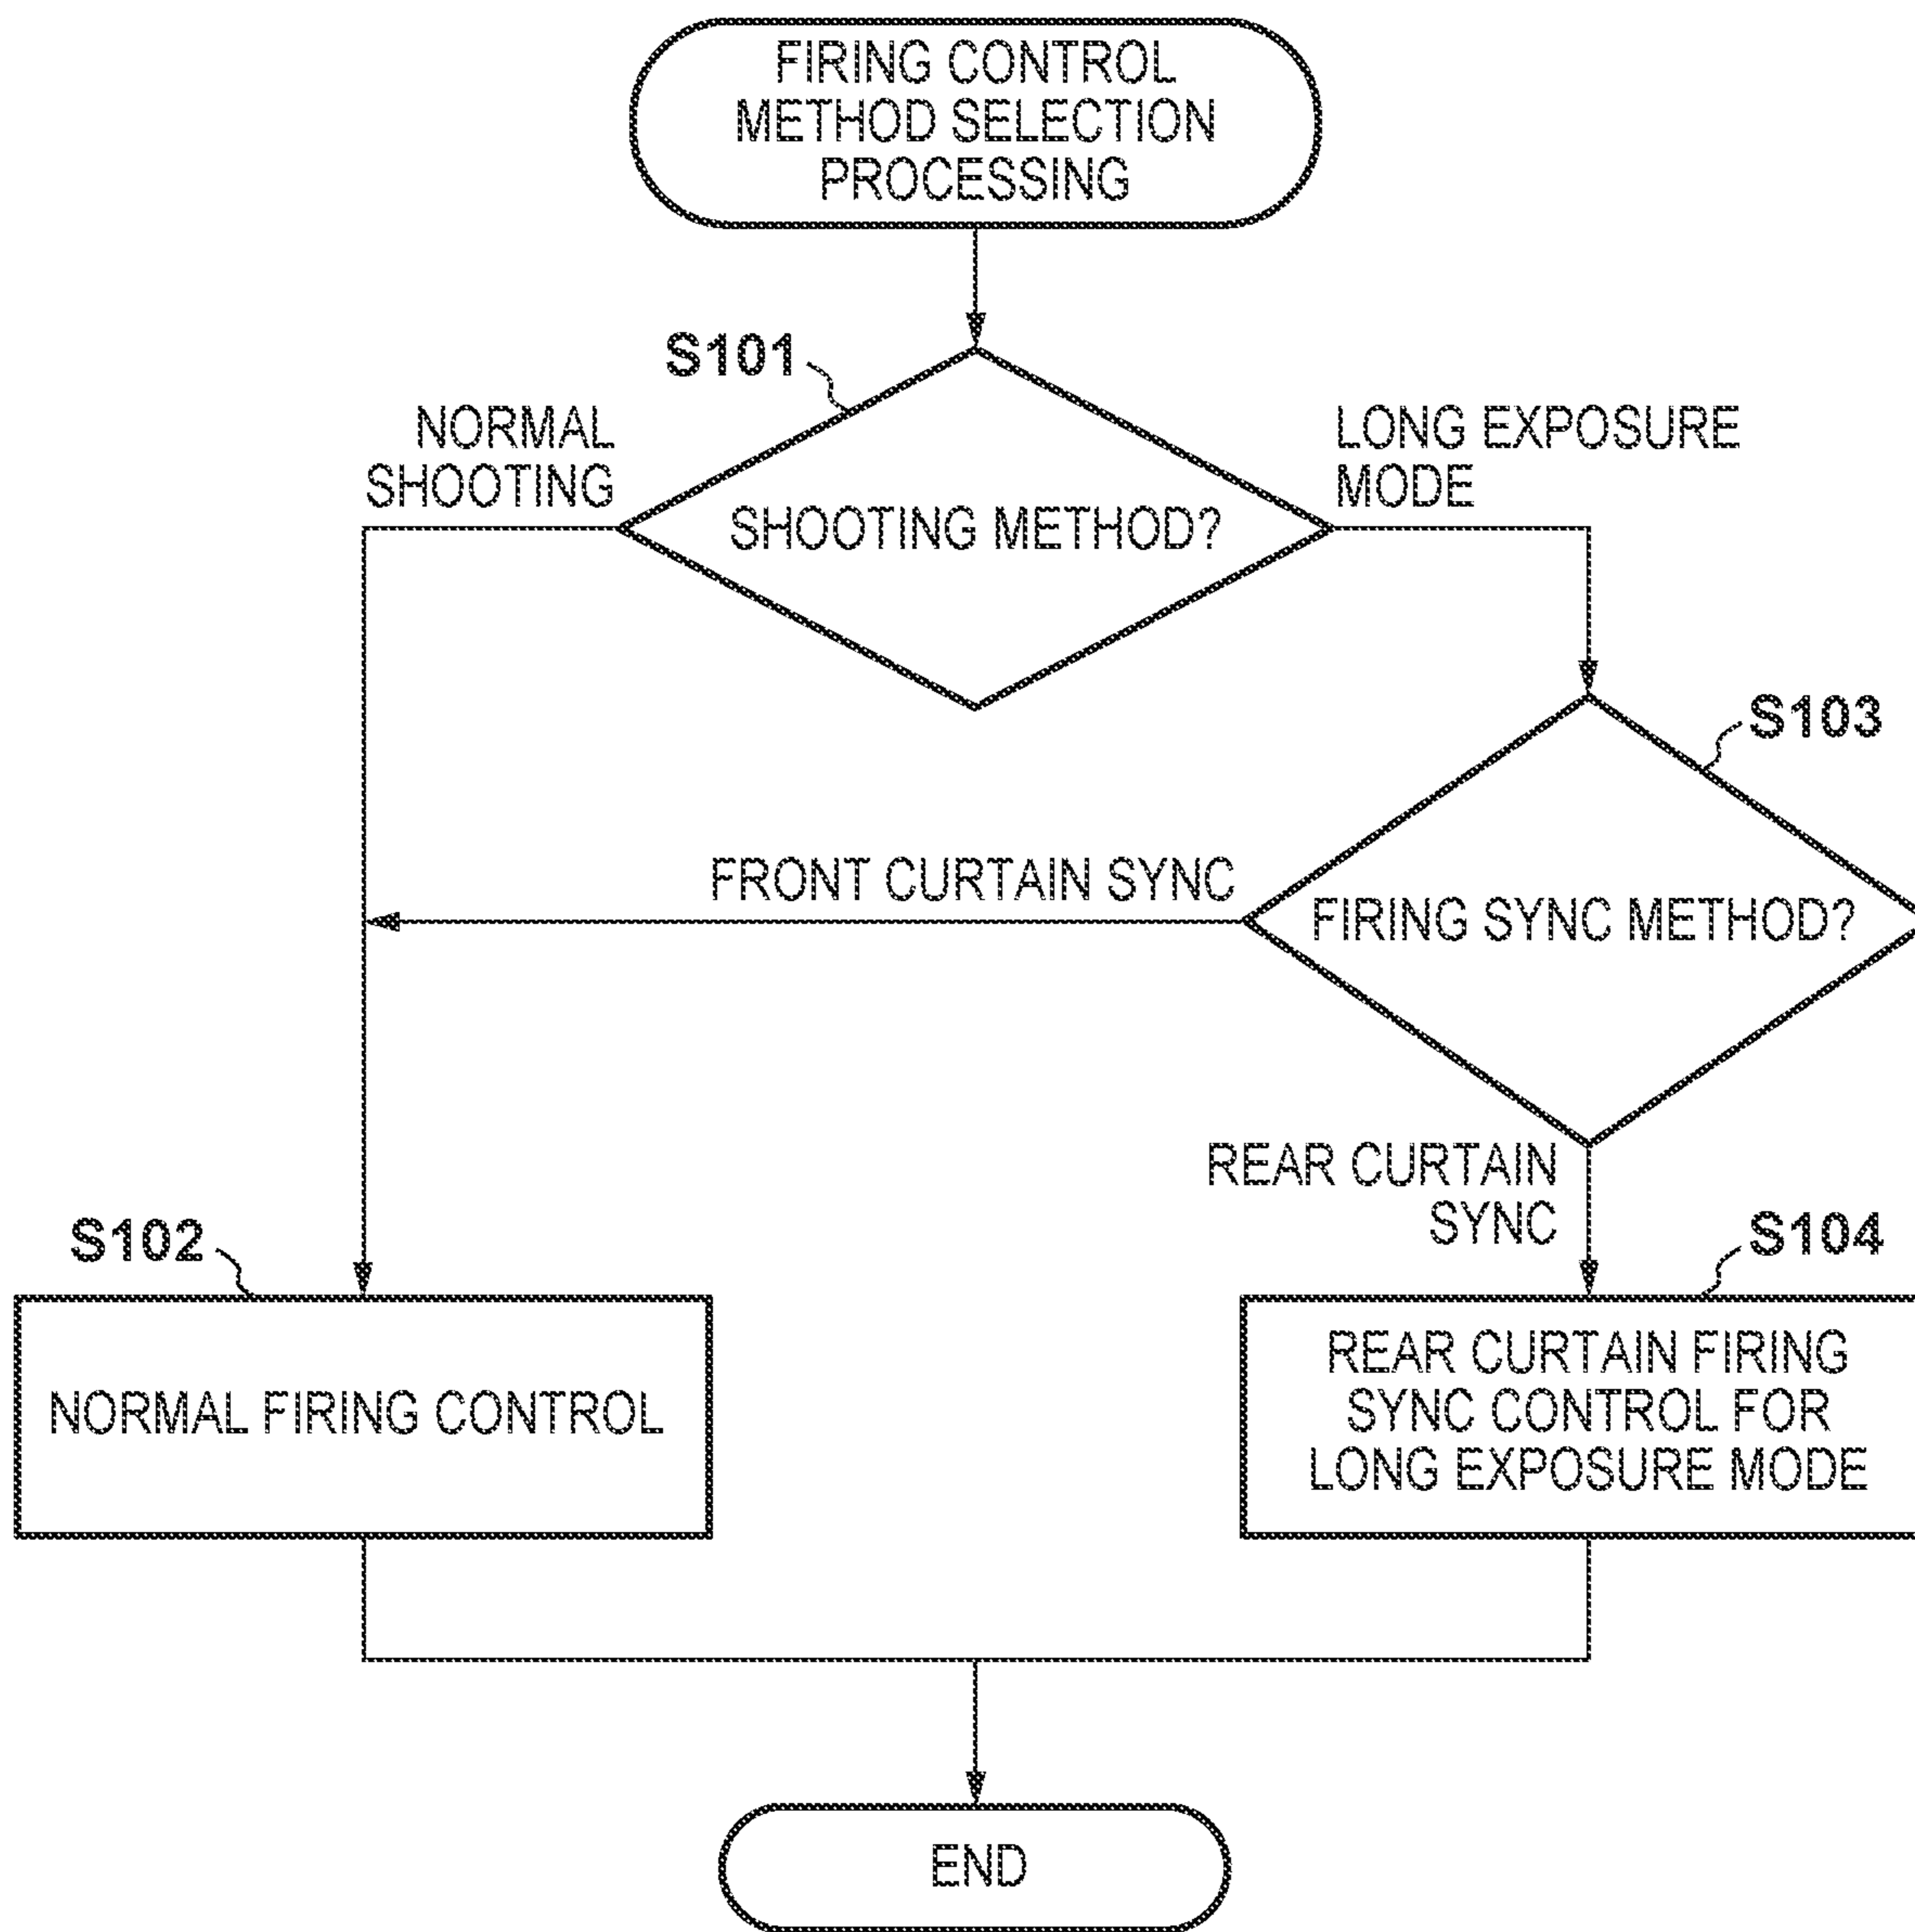 FIRING CONTROL
METHOD SELECTION
PROCESSING
S101
NORMAL
SHOOTING
LONG EXPOSURE
MODE
SHOOTING METHOD?
S103
FRONT CURTAIN SYNC
FIRING SYNC METHOD?
REAR CURTAIN
SYNC
S102
S104
NORMAL FIRING CONTROL
REAR CURTAIN FIRING
SYNC CONTROL FOR
LONG EXPOSURE MODE
END